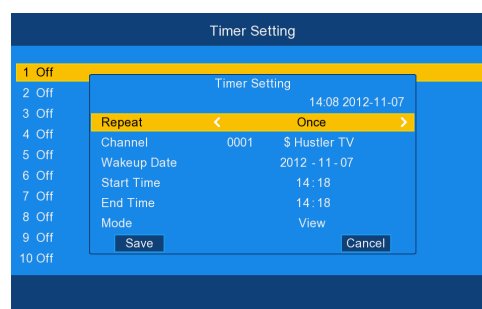 Timer Setting
1 Off
2 Off
3 Off
4 Off
5 Off
6 Off
7 Off
8 Off
9 Off
10 Off
Timer Setting
14:08 2012-11-07
Repeat < Once >
Channel 0001 $ Hustler TV
Wakeup Date 2012 - 11 - 07
Start Time 14 : 18
End Time 14 : 18
Mode View
Save Cancel